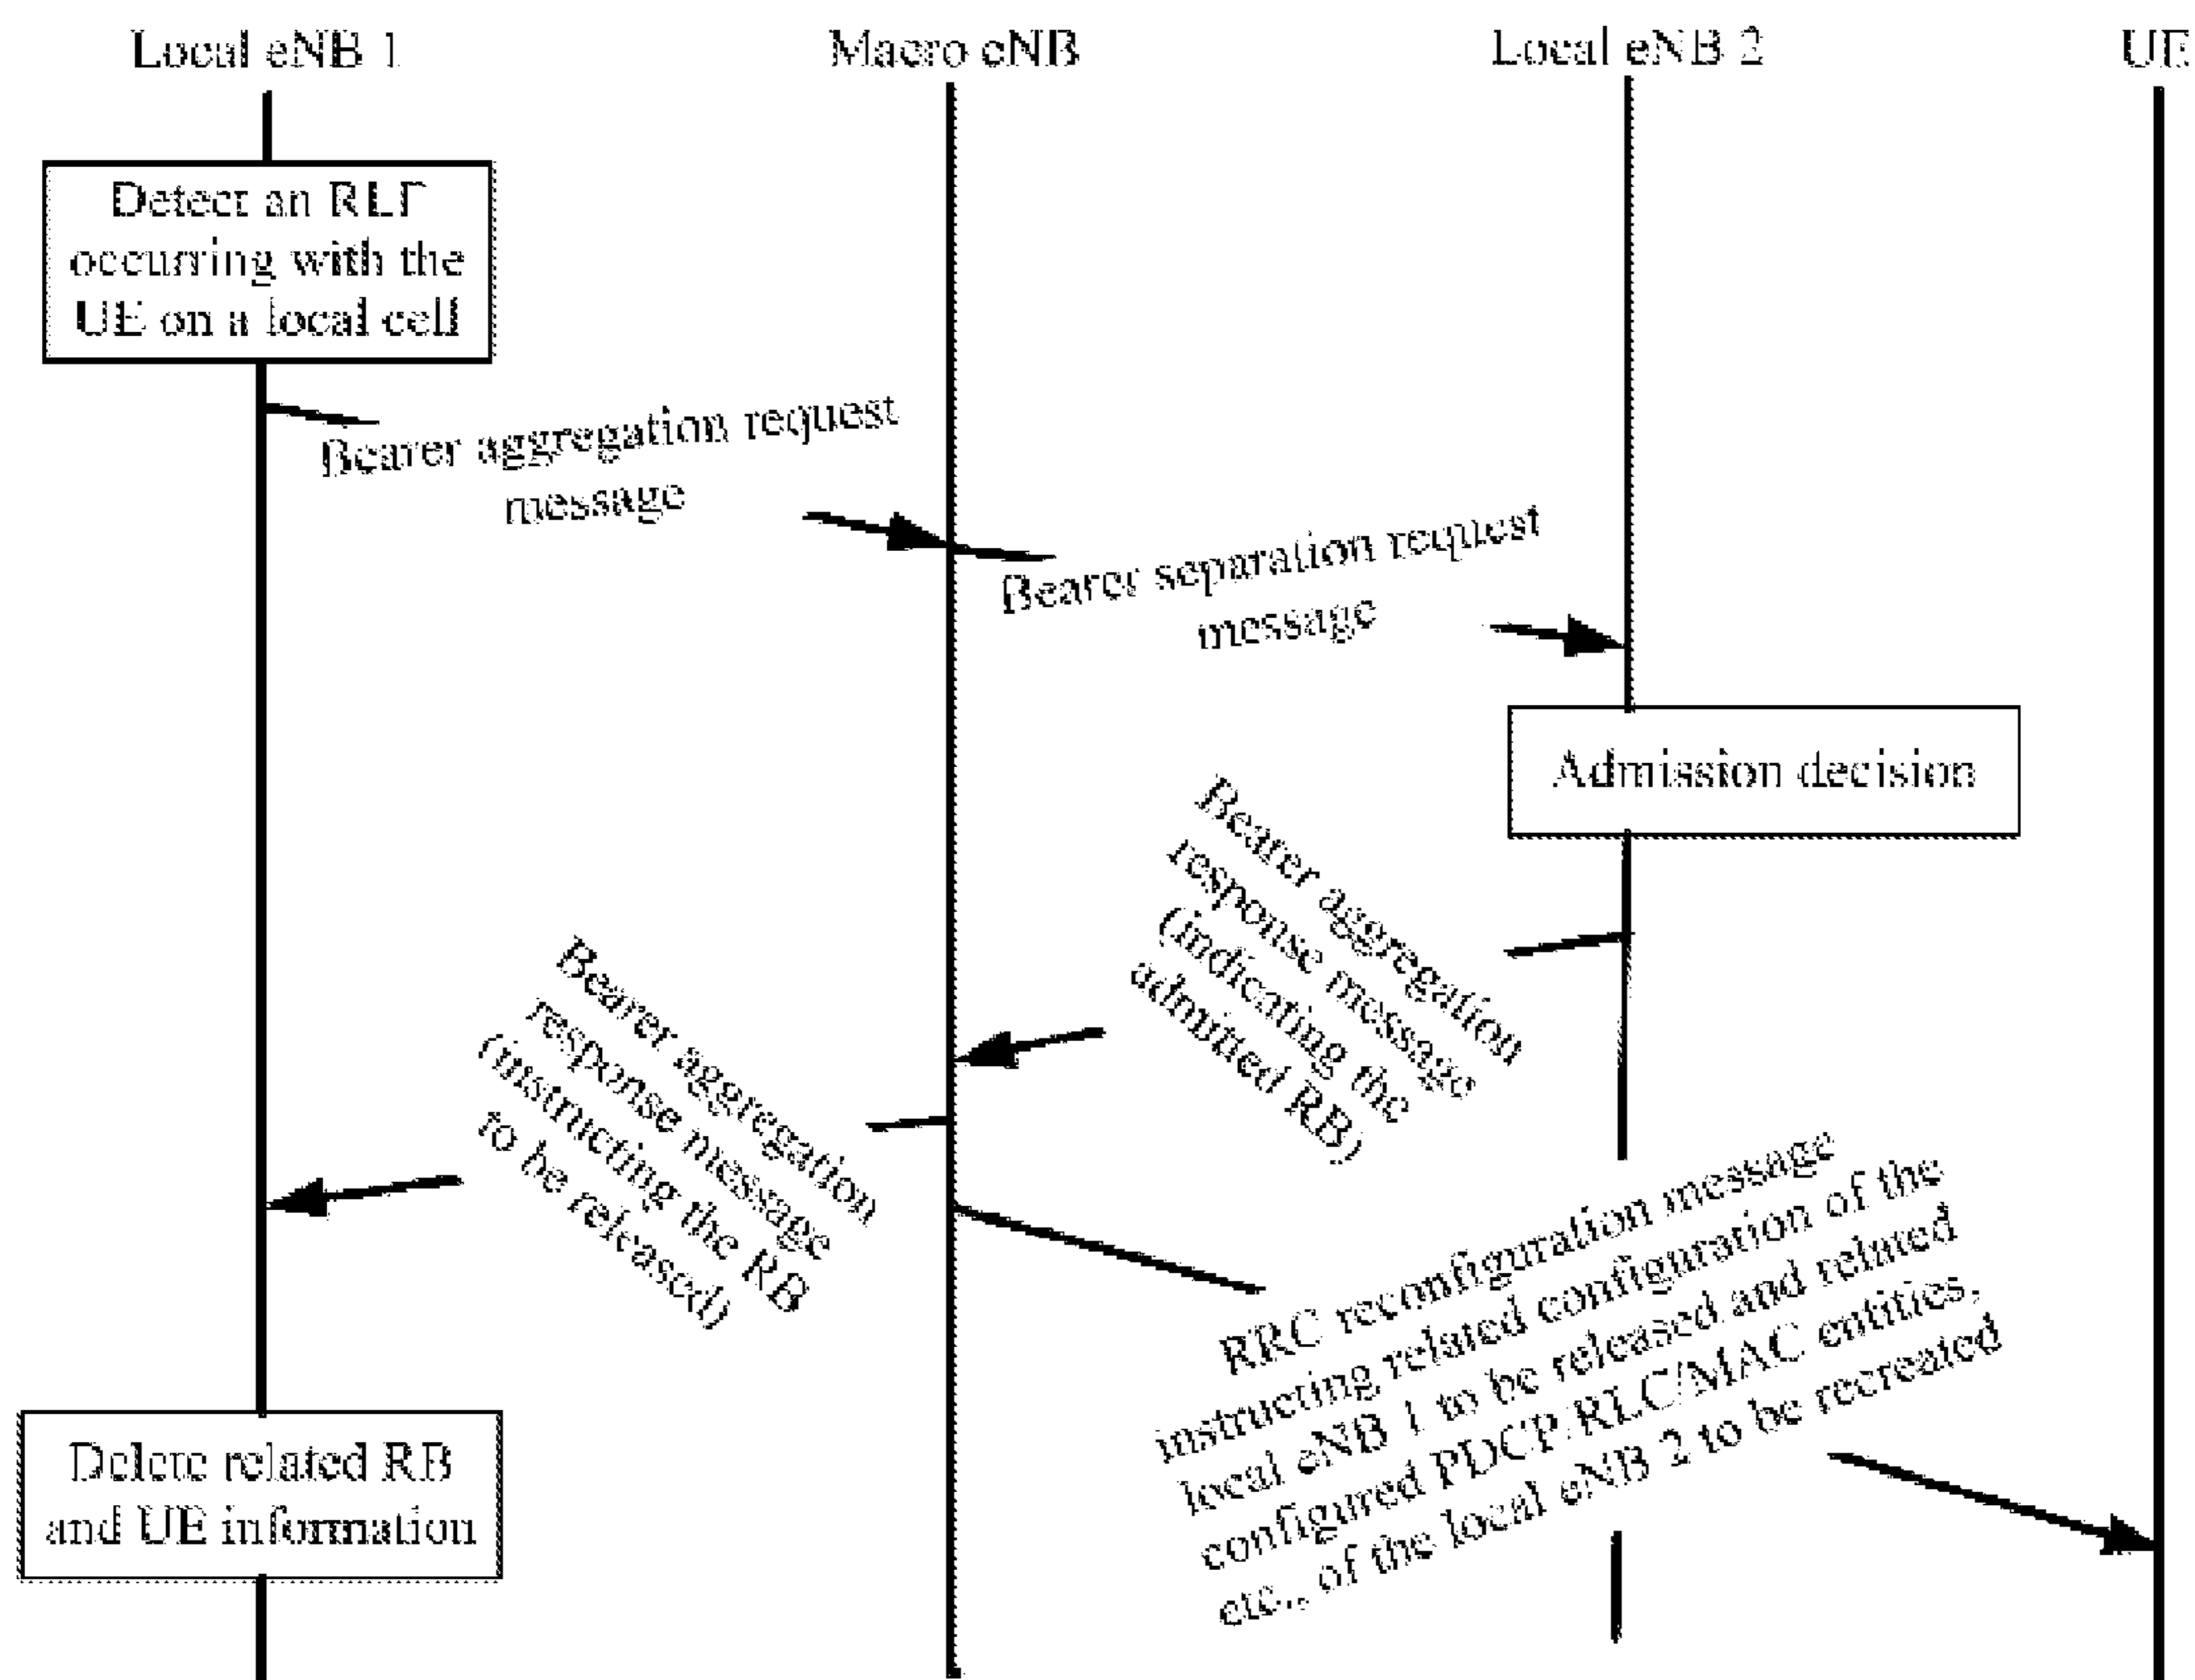 Local eNB 1
Macro eNB
Local eNB 2
UE
Detect an RLF
occurring with the
UE on a local cell
Bearer aggregation request
message
Bearer separation request
message
Admission decision
Bearer aggregation
response message
(indicating the
admitted RB)
Bearer aggregation
response message
(instructing the RB
to be released)
RRC reconfiguration message
instructing related configuration of the
local eNB 1 to be released and related
configured PDCP/RLC/MAC entities,
etc., of the local eNB 2 to be recreated
Delete related RB
and UE information